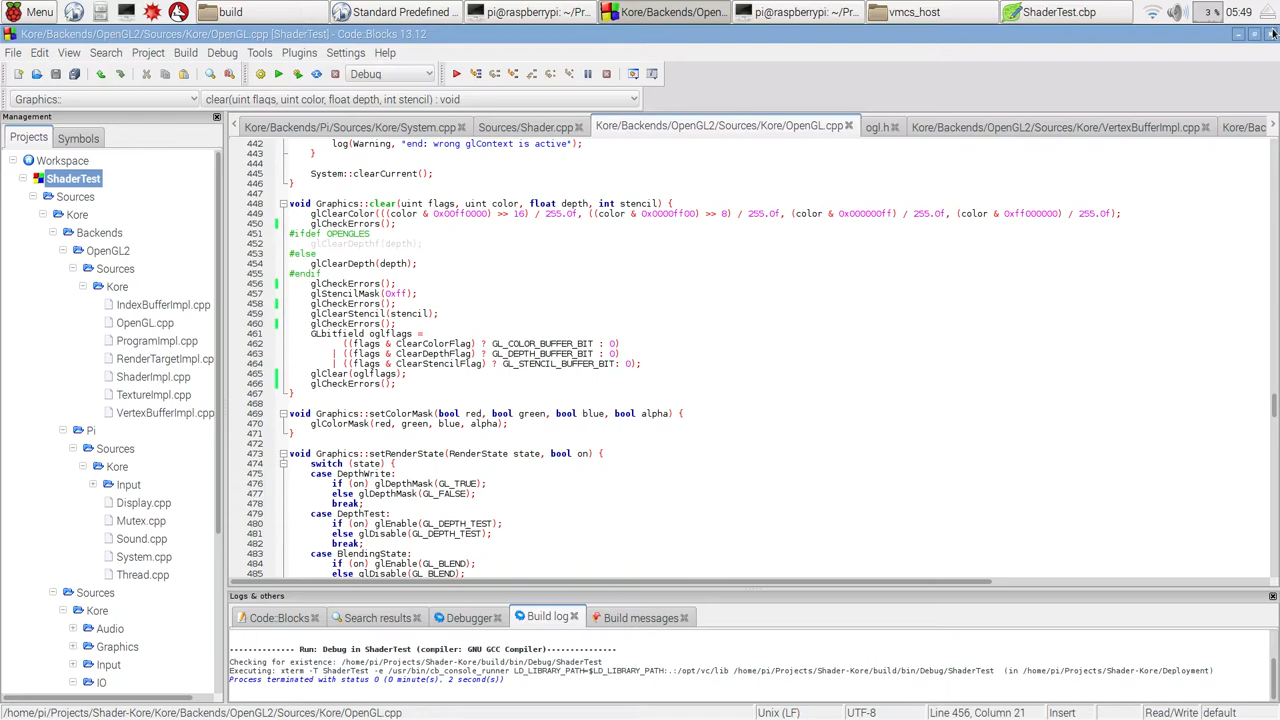 Menu
build
Standard Predefined ...
pi@raspberrypi: ~/Pr...
Kore/Backends/Open...
pi@raspberrypi: ~/Pr...
vmcs_host
ShaderTest.cbp
3 %
05:49
Kore/Backends/OpenGL2/Sources/Kore/OpenGL.cpp [ShaderTest] - Code::Blocks 13.12
File Edit View Search Project Build Debug Tools Plugins Settings Help
Debug
Graphics::
clear(uint flags, uint color, float depth, int stencil) : void
Management
Projects
Symbols
Kore/Backends/Pi/Sources/Kore/System.cpp
Sources/Shader.cpp
Kore/Backends/OpenGL2/Sources/Kore/OpenGL.cpp
ogl.h
Kore/Backends/OpenGL2/Sources/Kore/VertexBufferImpl.cpp
Kore/Bac
Workspace
ShaderTest
Sources
Kore
Backends
OpenGL2
Sources
Kore
IndexBufferImpl.cpp
OpenGL.cpp
ProgramImpl.cpp
RenderTargetImpl.cp
ShaderImpl.cpp
TextureImpl.cpp
VertexBufferImpl.cpp
Pi
Sources
Kore
Input
Display.cpp
Mutex.cpp
Sound.cpp
System.cpp
Thread.cpp
Sources
Kore
Audio
Graphics
Input
IO
442 log(Warning, "end: wrong glContext is active");
443 }
444
445 System::clearCurrent();
446 }
447
448 void Graphics::clear(uint flags, uint color, float depth, int stencil) {
449 glClearColor(((color & 0x00ff0000) >> 16) / 255.0f, ((color & 0x0000ff00) >> 8) / 255.0f, (color & 0x000000ff) / 255.0f, (color & 0xff000000) / 255.0f);
450 glCheckErrors();
451 #ifdef OPENGLES
452 glClearDepthf(depth);
453 #else
454 glClearDepth(depth);
455 #endif
456 glCheckErrors();
457 glStencilMask(0xff);
458 glCheckErrors();
459 glClearStencil(stencil);
460 glCheckErrors();
461 GLbitfield oglflags =
462 ((flags & ClearColorFlag) ? GL_COLOR_BUFFER_BIT : 0)
463 | ((flags & ClearDepthFlag) ? GL_DEPTH_BUFFER_BIT : 0)
464 | ((flags & ClearStencilFlag) ? GL_STENCIL_BUFFER_BIT: 0);
465 glClear(oglflags);
466 glCheckErrors();
467 }
468
469 void Graphics::setColorMask(bool red, bool green, bool blue, bool alpha) {
470 glColorMask(red, green, blue, alpha);
471 }
472
473 void Graphics::setRenderState(RenderState state, bool on) {
474 switch (state) {
475 case DepthWrite:
476 if (on) glDepthMask(GL_TRUE);
477 else glDepthMask(GL_FALSE);
478 break;
479 case DepthTest:
480 if (on) glEnable(GL_DEPTH_TEST);
481 else glDisable(GL_DEPTH_TEST);
482 break;
483 case BlendingState:
484 if (on) glEnable(GL_BLEND);
485 else glDisable(GL_BLEND);
Logs & others
Code::Blocks
Search results
Debugger
Build log
Build messages
------------- Run: Debug in ShaderTest (compiler: GNU GCC Compiler)---------------
Checking for existence: /home/pi/Projects/Shader-Kore/build/bin/Debug/ShaderTest
Executing: xterm -T ShaderTest -e /usr/bin/cb_console_runner LD_LIBRARY_PATH=$LD_LIBRARY_PATH:.:/opt/vc/lib /home/pi/Projects/Shader-Kore/build/bin/Debug/ShaderTest (in /home/pi/Projects/Shader-Kore/Deployment)
Process terminated with status 0 (0 minute(s), 2 second(s))
/home/pi/Projects/Shader-Kore/Kore/Backends/OpenGL2/Sources/Kore/OpenGL.cpp
Unix (LF)
UTF-8
Line 456, Column 21
Insert
Read/Write
default